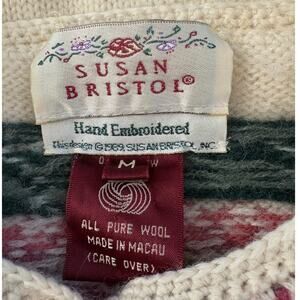 SUSAN
BRISTOL®
Hand Embroidered
This design ©1989, SUSAN BRISTOL, INC.
M
W
ALL PURE WOOL
MADE IN MACAU
(CARE OVER)